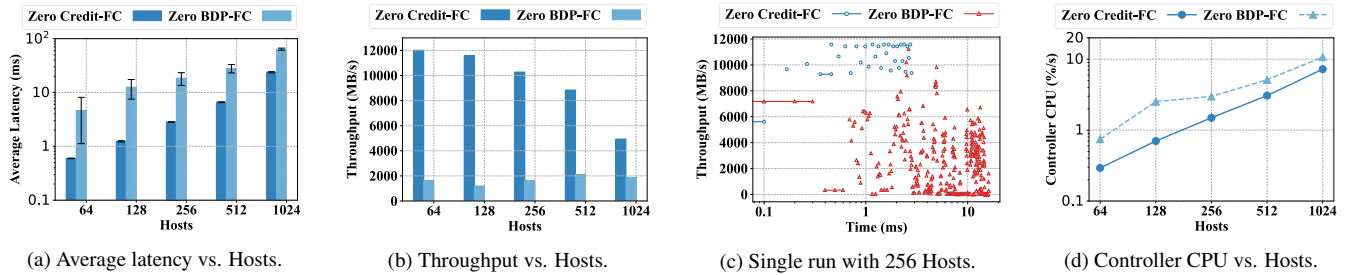 Zero Credit-FC Zero BDP-FC
10²
10
1
0.1
Average Latency (ms)
64 128 256 512 1024
Hosts
(a) Average latency vs. Hosts.
Zero Credit-FC Zero BDP-FC
12000
10000
8000
6000
4000
2000
0
Throughput (MB/s)
64 128 256 512 1024
Hosts
(b) Throughput vs. Hosts.
Zero Credit-FC Zero BDP-FC
12000
10000
8000
6000
4000
2000
0
Throughput (MB/s)
0.1 1 10
Time (ms)
(c) Single run with 256 Hosts.
Zero Credit-FC Zero BDP-FC
20
10
1
0.1
Controller CPU (%/s)
64 128 256 512 1024
Hosts
(d) Controller CPU vs. Hosts.